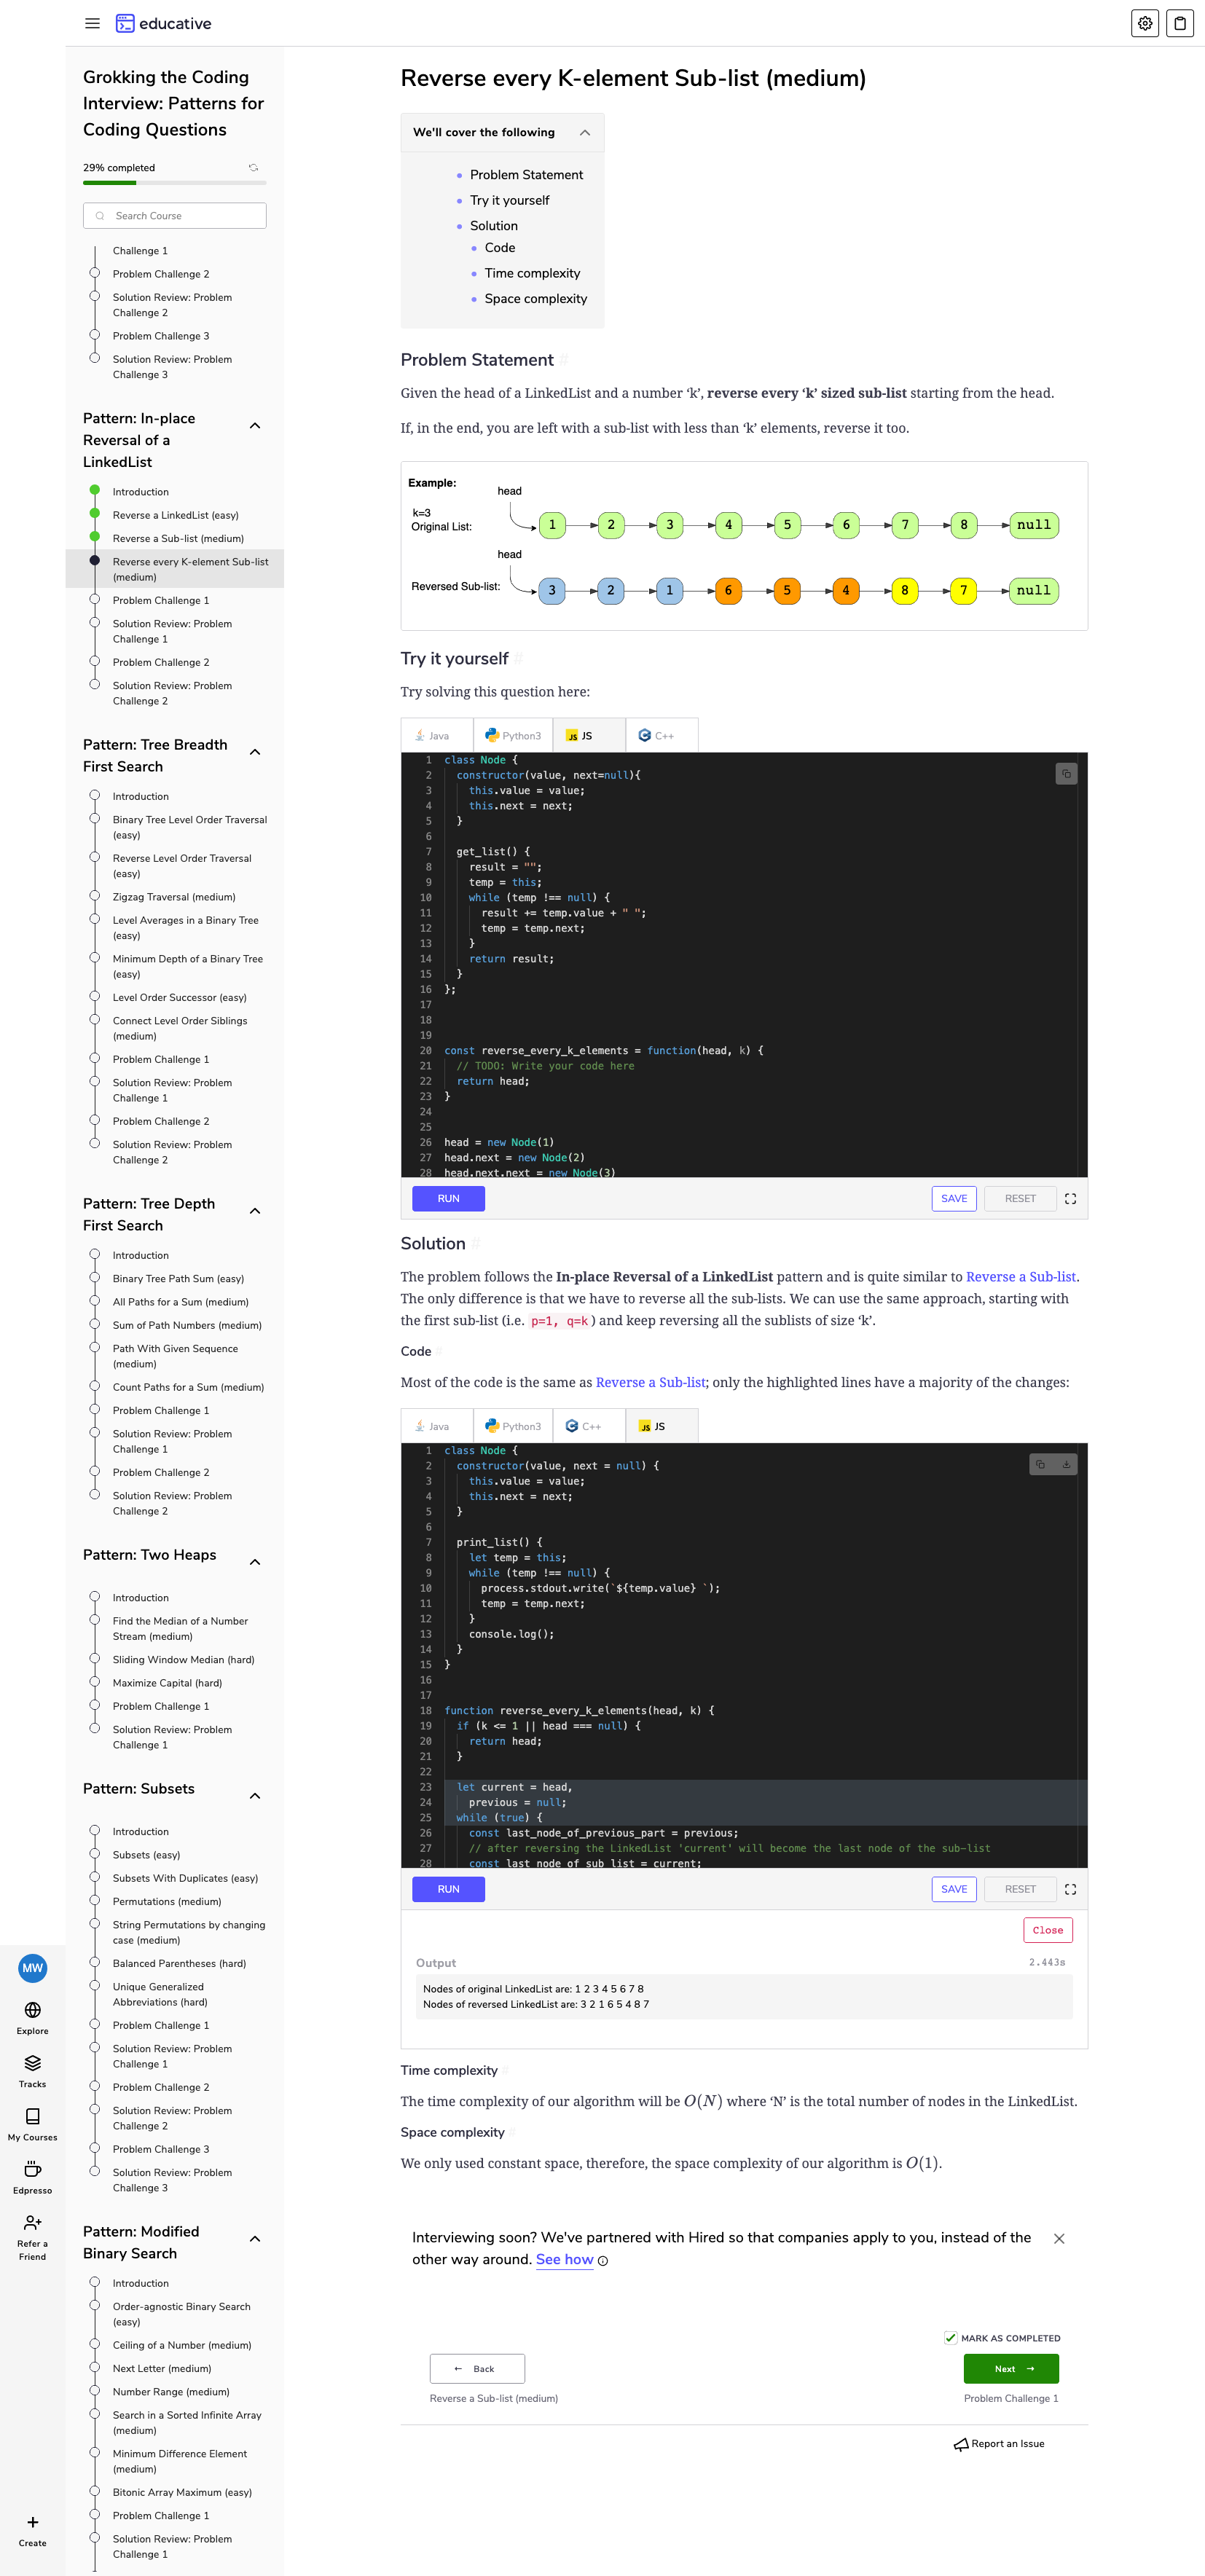 educative
Grokking the Coding
Interview: Patterns for
Coding Questions
29% completed
Search Course
Challenge 1
Problem Challenge 2
Solution Review: Problem
Challenge 2
Problem Challenge 3
Solution Review: Problem
Challenge 3
Pattern: In-place
Reversal of a
LinkedList
Introduction
Reverse a LinkedList (easy)
Reverse a Sub-list (medium)
Reverse every K-element Sub-list
(medium)
Problem Challenge 1
Solution Review: Problem
Challenge 1
Problem Challenge 2
Solution Review: Problem
Challenge 2
Pattern: Tree Breadth
First Search
Introduction
Binary Tree Level Order Traversal
(easy)
Reverse Level Order Traversal
(easy)
Zigzag Traversal (medium)
Level Averages in a Binary Tree
(easy)
Minimum Depth of a Binary Tree
(easy)
Level Order Successor (easy)
Connect Level Order Siblings
(medium)
Problem Challenge 1
Solution Review: Problem
Challenge 1
Problem Challenge 2
Solution Review: Problem
Challenge 2
Pattern: Tree Depth
First Search
Introduction
Binary Tree Path Sum (easy)
All Paths for a Sum (medium)
Sum of Path Numbers (medium)
Path With Given Sequence
(medium)
Count Paths for a Sum (medium)
Problem Challenge 1
Solution Review: Problem
Challenge 1
Problem Challenge 2
Solution Review: Problem
Challenge 2
Pattern: Two Heaps
Introduction
Find the Median of a Number
Stream (medium)
Sliding Window Median (hard)
Maximize Capital (hard)
Problem Challenge 1
Solution Review: Problem
Challenge 1
Pattern: Subsets
Introduction
Subsets (easy)
Subsets With Duplicates (easy)
Permutations (medium)
String Permutations by changing
case (medium)
Balanced Parentheses (hard)
Unique Generalized
Abbreviations (hard)
Problem Challenge 1
Solution Review: Problem
Challenge 1
Problem Challenge 2
Solution Review: Problem
Challenge 2
Problem Challenge 3
Solution Review: Problem
Challenge 3
Pattern: Modified
Binary Search
Introduction
Order-agnostic Binary Search
(easy)
Ceiling of a Number (medium)
Next Letter (medium)
Number Range (medium)
Search in a Sorted Infinite Array
(medium)
Minimum Difference Element
(medium)
Bitonic Array Maximum (easy)
Problem Challenge 1
Solution Review: Problem
Challenge 1
MW
Explore
Tracks
My Courses
Edpresso
Refer a
Friend
Create
Reverse every K-element Sub-list (medium)
We'll cover the following
Problem Statement
Try it yourself
Solution
Code
Time complexity
Space complexity
Problem Statement #
Given the head of a LinkedList and a number ‘k’, reverse every ‘k’ sized sub-list starting from the head.
If, in the end, you are left with a sub-list with less than ‘k’ elements, reverse it too.
Example:
head
k=3
Original List:
1 2 3 4 5 6 7 8 null
head
Reversed Sub-list:
3 2 1 6 5 4 8 7 null
Try it yourself #
Try solving this question here:
Java Python3 JS C++
1 class Node {
2 constructor(value, next=null){
3 this.value = value;
4 this.next = next;
5 }
6
7 get_list() {
8 result = "";
9 temp = this;
10 while (temp !== null) {
11 result += temp.value + " ";
12 temp = temp.next;
13 }
14 return result;
15 }
16 };
17
18
19
20 const reverse_every_k_elements = function(head, k) {
21 // TODO: Write your code here
22 return head;
23 }
24
25
26 head = new Node(1)
27 head.next = new Node(2)
28 head.next.next = new Node(3)
RUN SAVE RESET
Solution #
The problem follows the In-place Reversal of a LinkedList pattern and is quite similar to Reverse a Sub-list.
The only difference is that we have to reverse all the sub-lists. We can use the same approach, starting with
the first sub-list (i.e. p=1, q=k) and keep reversing all the sublists of size ‘k’.
Code #
Most of the code is the same as Reverse a Sub-list; only the highlighted lines have a majority of the changes:
Java Python3 C++ JS
1 class Node {
2 constructor(value, next = null) {
3 this.value = value;
4 this.next = next;
5 }
6
7 print_list() {
8 let temp = this;
9 while (temp !== null) {
10 process.stdout.write(`${temp.value} `);
11 temp = temp.next;
12 }
13 console.log();
14 }
15 }
16
17
18 function reverse_every_k_elements(head, k) {
19 if (k <= 1 || head === null) {
20 return head;
21 }
22
23 let current = head,
24 previous = null;
25 while (true) {
26 const last_node_of_previous_part = previous;
27 // after reversing the LinkedList 'current' will become the last node of the sub-list
28 const last_node_of_sub_list = current;
RUN SAVE RESET
Close
Output 2.443s
Nodes of original LinkedList are: 1 2 3 4 5 6 7 8
Nodes of reversed LinkedList are: 3 2 1 6 5 4 8 7
Time complexity #
The time complexity of our algorithm will be O(N) where ‘N’ is the total number of nodes in the LinkedList.
Space complexity #
We only used constant space, therefore, the space complexity of our algorithm is O(1).
Interviewing soon? We've partnered with Hired so that companies apply to you, instead of the
other way around. See how
MARK AS COMPLETED
← Back
Next →
Reverse a Sub-list (medium)
Problem Challenge 1
Report an Issue